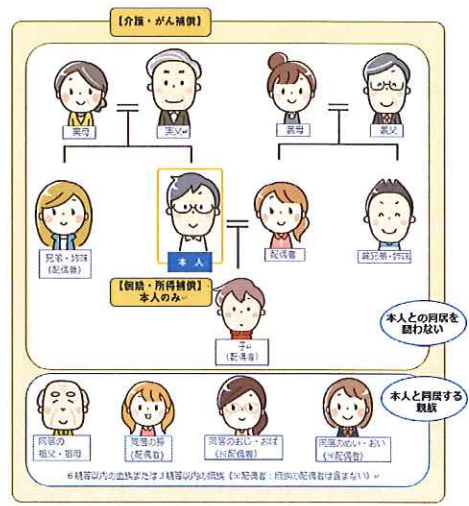 【介護・がん補償】
実母
実父
義母
義父
兄弟・姉妹
(配偶者)
本人
配偶者
義兄弟・姉妹
【傷害・所得補償】
本人のみ
子
(配偶者)
本人との同居を
問わない
本人と同居する
親族
同居の
祖父・祖母
同居の孫
(配偶者)
同居のおじ・おば
(※配偶者)
同居のめい・おい
(※配偶者)
6親等以内の血族または3親等以内の姻族(※配偶者:姻族の配偶者は含まない)